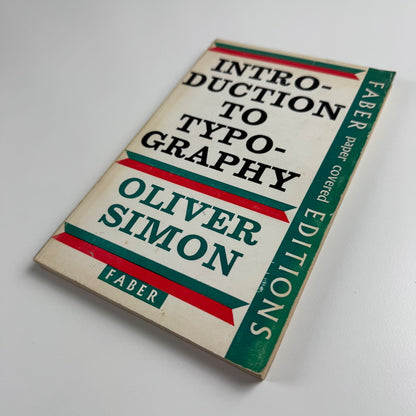 INTRO-
DUCTION
TO
TYPO-
GRAPHY
OLIVER
SIMON
FABER
FABER paper covered EDITIONS